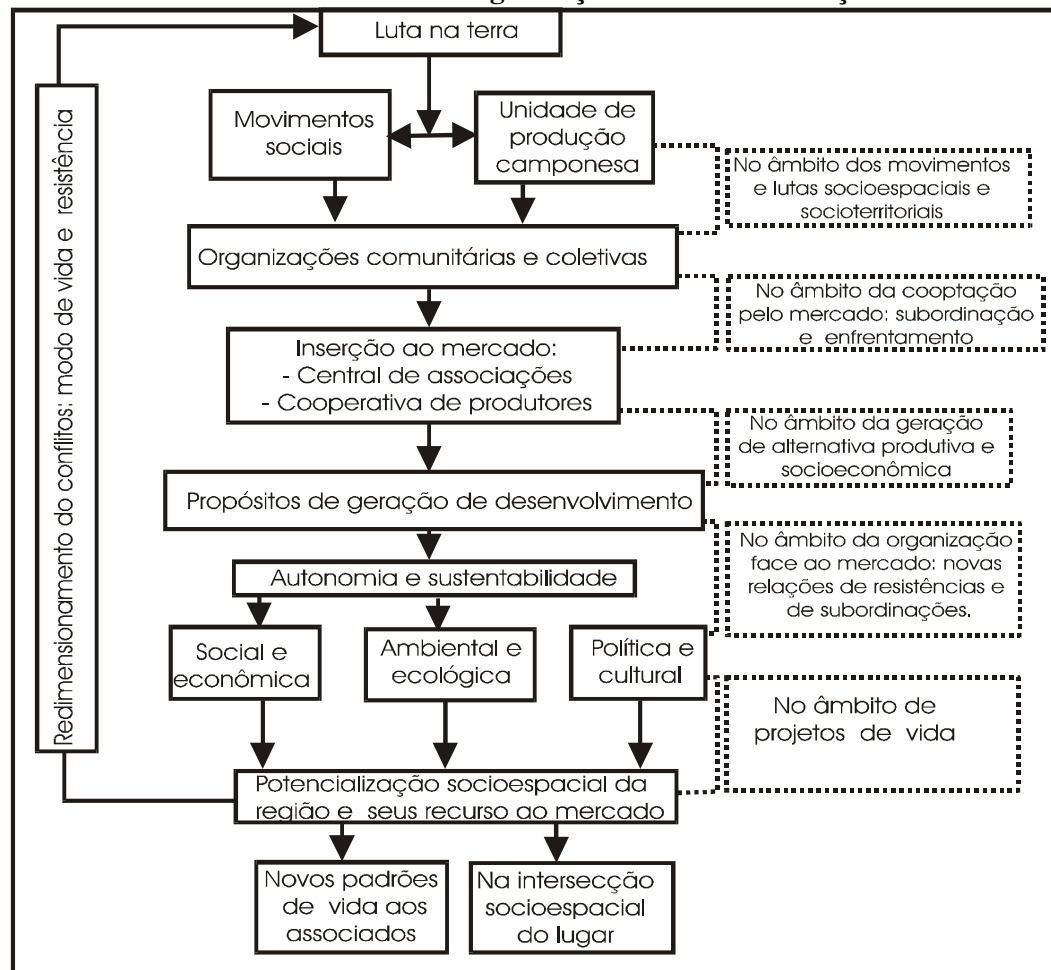 Luta na terra
Movimentos
sociais
Unidade de
produção
camponesa
No âmbito dos movimentos
e lutas socioespaciais e
socioterritoriais
Organizações comunitárias e coletivas
No âmbito da cooptação
pelo mercado: subordinação
e enfrentamento
Inserção ao mercado:
- Central de associações
- Cooperativa de produtores
No âmbito da geração
de alternativa produtiva e
socioeconômica
Propósitos de geração de desenvolvimento
No âmbito da organização
face ao mercado: novas
relações de resistências e
de subordinações.
Autonomia e sustentabilidade
Social e
econômica
Ambiental e
ecológica
Política e
cultural
No âmbito de
projetos de vida
Potencialização socioespacial da
região e seus recurso ao mercado
Novos padrões
de vida aos
associados
Na intersecção
socioespacial
do lugar
Redimensionamento do conflitos: modo de vida e resistência